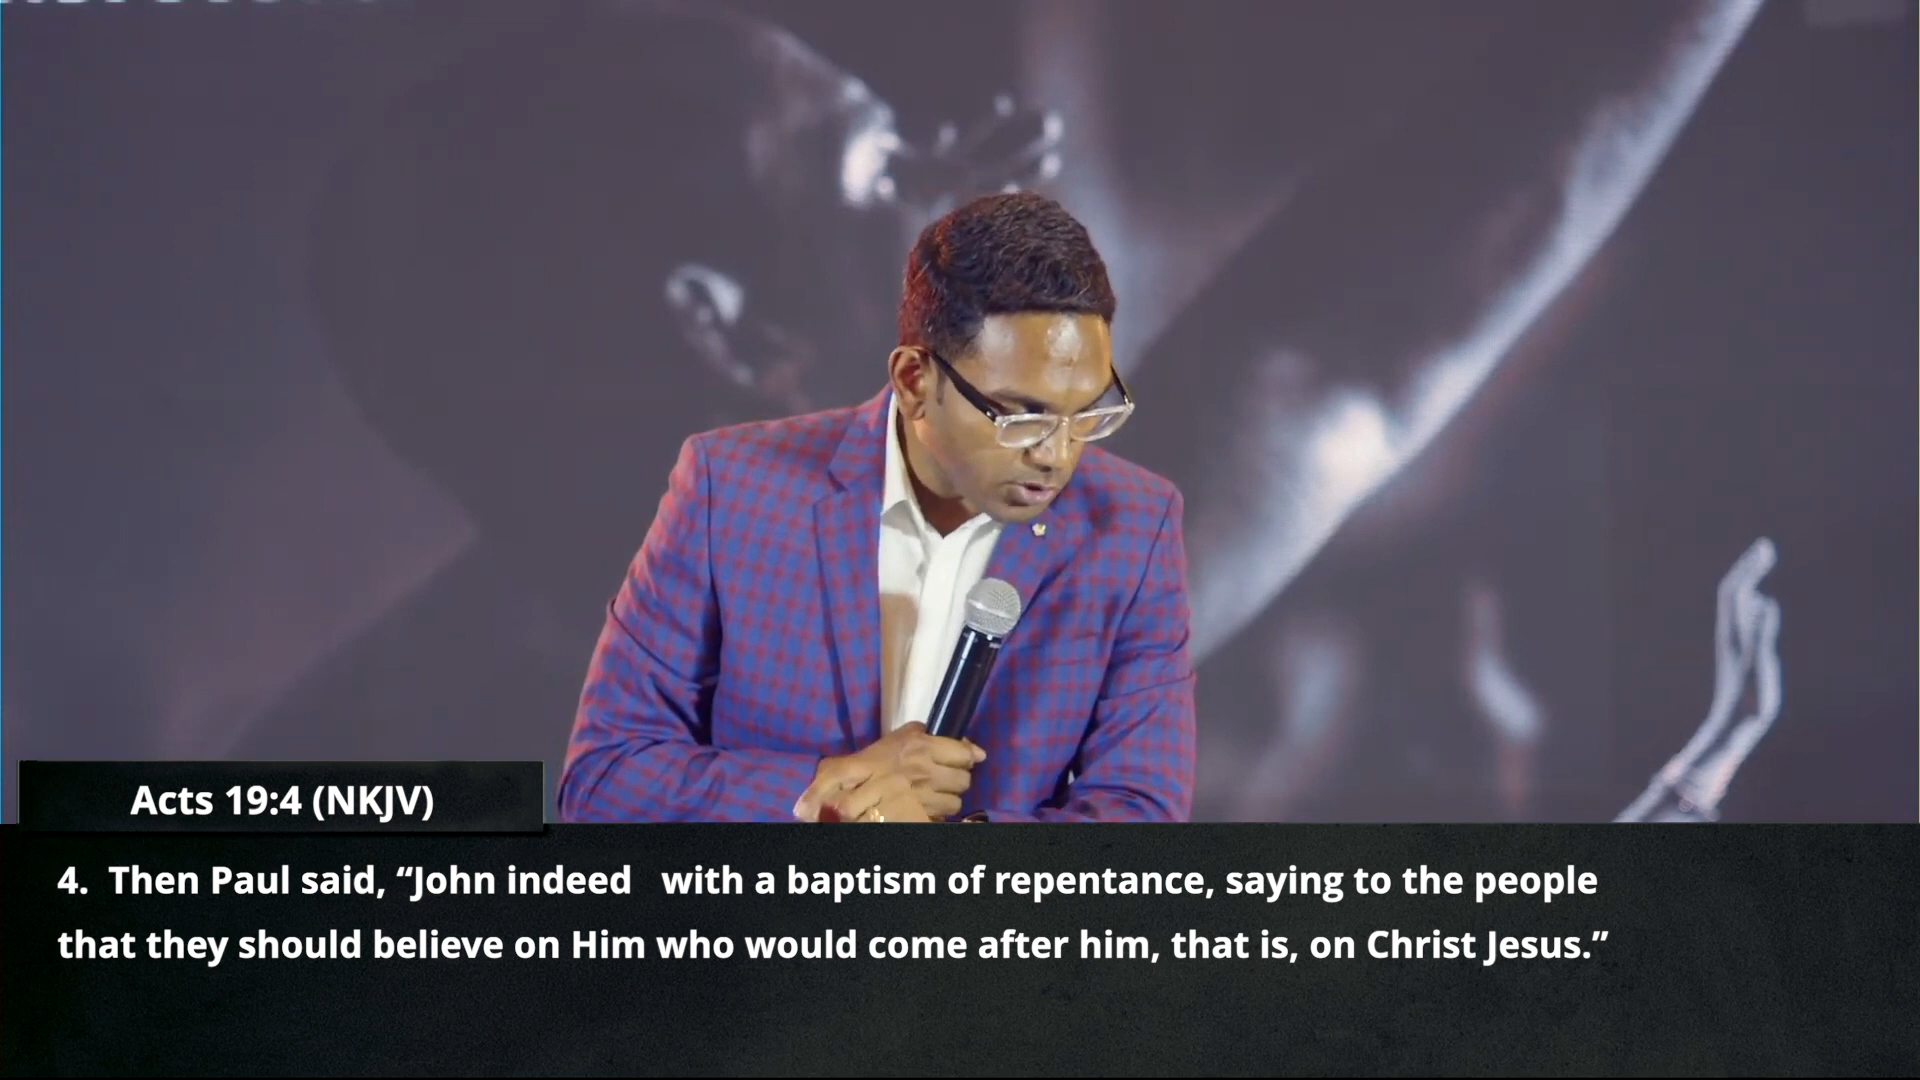 Acts 19:4 (NKJV)
4. Then Paul said, “John indeed with a baptism of repentance, saying to the people
that they should believe on Him who would come after him, that is, on Christ Jesus.”